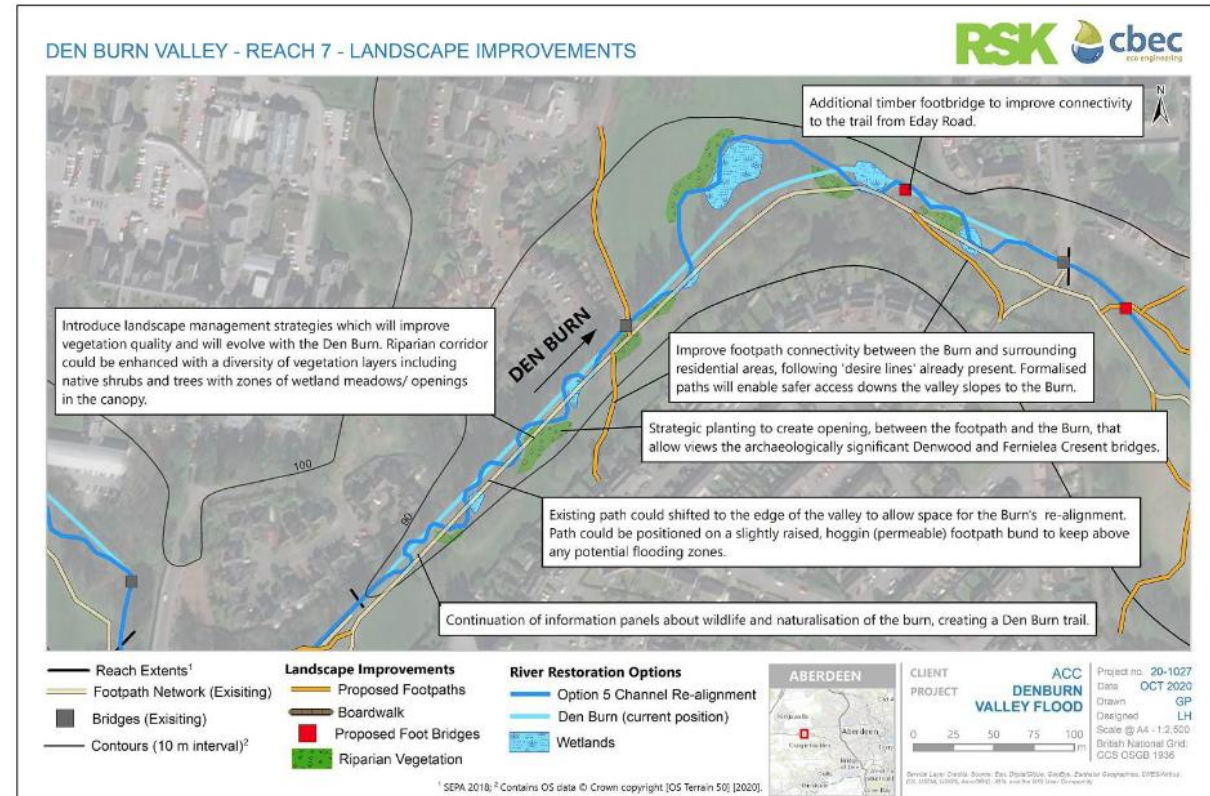 DEN BURN VALLEY - REACH 7 - LANDSCAPE IMPROVEMENTS
RSK
cbec
eco engineering
N
Additional timber footbridge to improve connectivity
to the trail from Eday Road.
Introduce landscape management strategies which will improve
vegetation quality and will evolve with the Den Burn. Riparian corridor
could be enhanced with a diversity of vegetation layers including
native shrubs and trees with zones of wetland meadows/ openings
in the canopy.
DEN BURN
Improve footpath connectivity between the Burn and surrounding
residential areas, following 'desire lines' already present. Formalised
paths will enable safer access downs the valley slopes to the Burn.
Strategic planting to create opening, between the footpath and the Burn, that
allow views the archaeologically significant Denwood and Fernielea Cresent bridges.
100
90
Existing path could shifted to the edge of the valley to allow space for the Burn's re-alignment.
Path could be positioned on a slightly raised, hoggin (permeable) footpath bund to keep above
any potential flooding zones.
Continuation of information panels about wildlife and naturalisation of the burn, creating a Den Burn trail.
Reach Extents¹
Footpath Network (Exisiting)
Bridges (Exisiting)
Contours (10 m interval)²
Landscape Improvements
Proposed Footpaths
Boardwalk
Proposed Foot Bridges
Riparian Vegetation
River Restoration Options
Option 5 Channel Re-alignment
Den Burn (current position)
Wetlands
¹ SEPA 2018; ² Contains OS data © Crown copyright [OS Terrain 50] [2020].
ABERDEEN
Aberdeen
CLIENT ACC
PROJECT DENBURN
VALLEY FLOOD
0 25 50 75 100
m
Project no. 20-1027
Date OCT 2020
Drawn GP
Designed LH
Scale @ A4 - 1:2,500
British National Grid:
GCS OSGB 1936